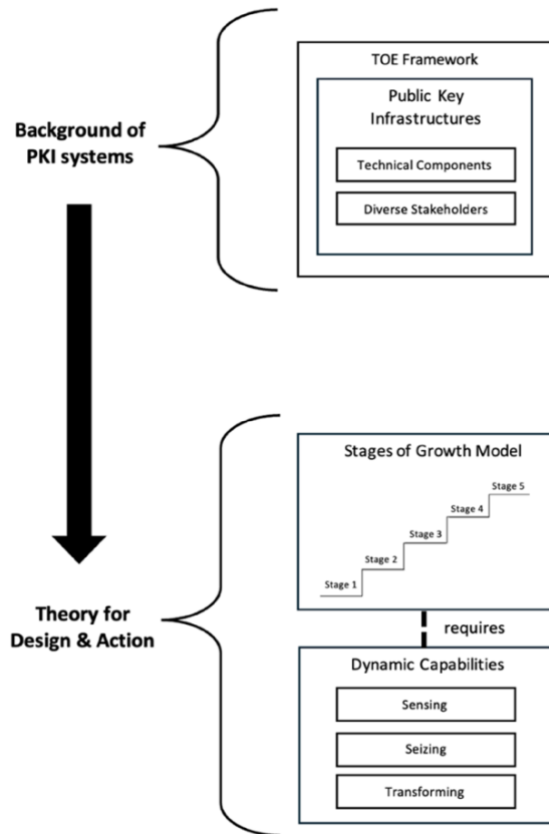 TOE Framework
Public Key
Infrastructures
Technical Components
Diverse Stakeholders
Background of
PKI systems
Stages of Growth Model
Stage 5
Stage 4
Stage 3
Stage 2
Stage 1
requires
Theory for
Design & Action
Dynamic Capabilities
Sensing
Seizing
Transforming